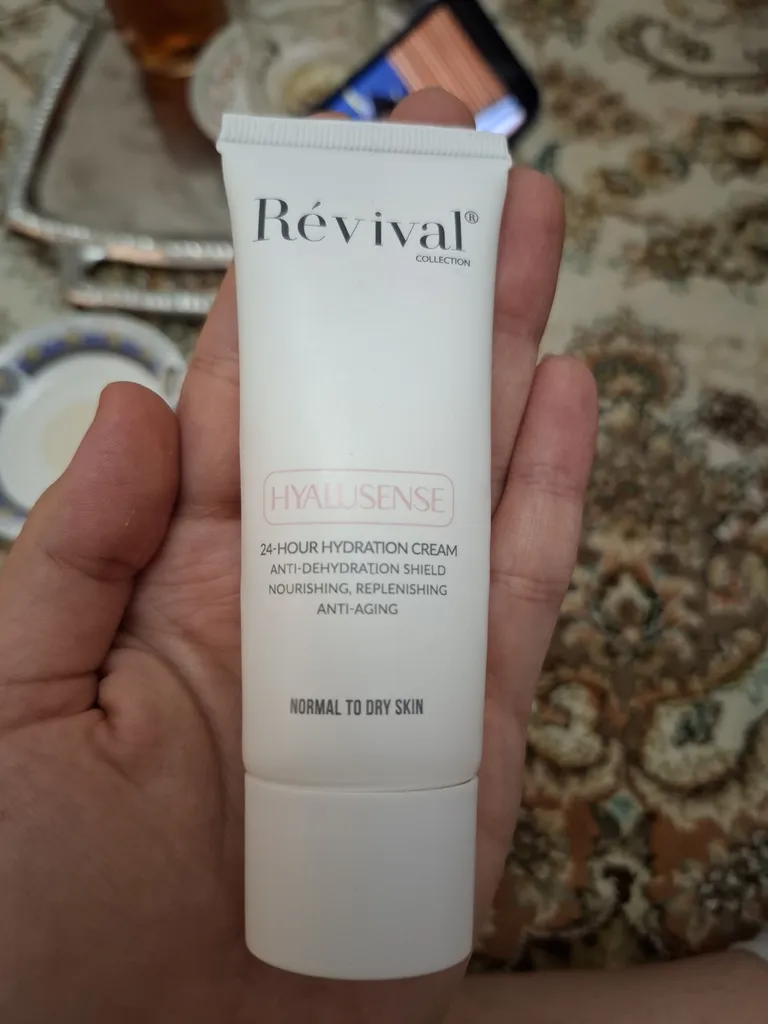 Révival®
COLLECTION
HYALUSENSE
24-HOUR HYDRATION CREAM
ANTI-DEHYDRATION SHIELD
NOURISHING, REPLENISHING
ANTI-AGING
NORMAL TO DRY SKIN